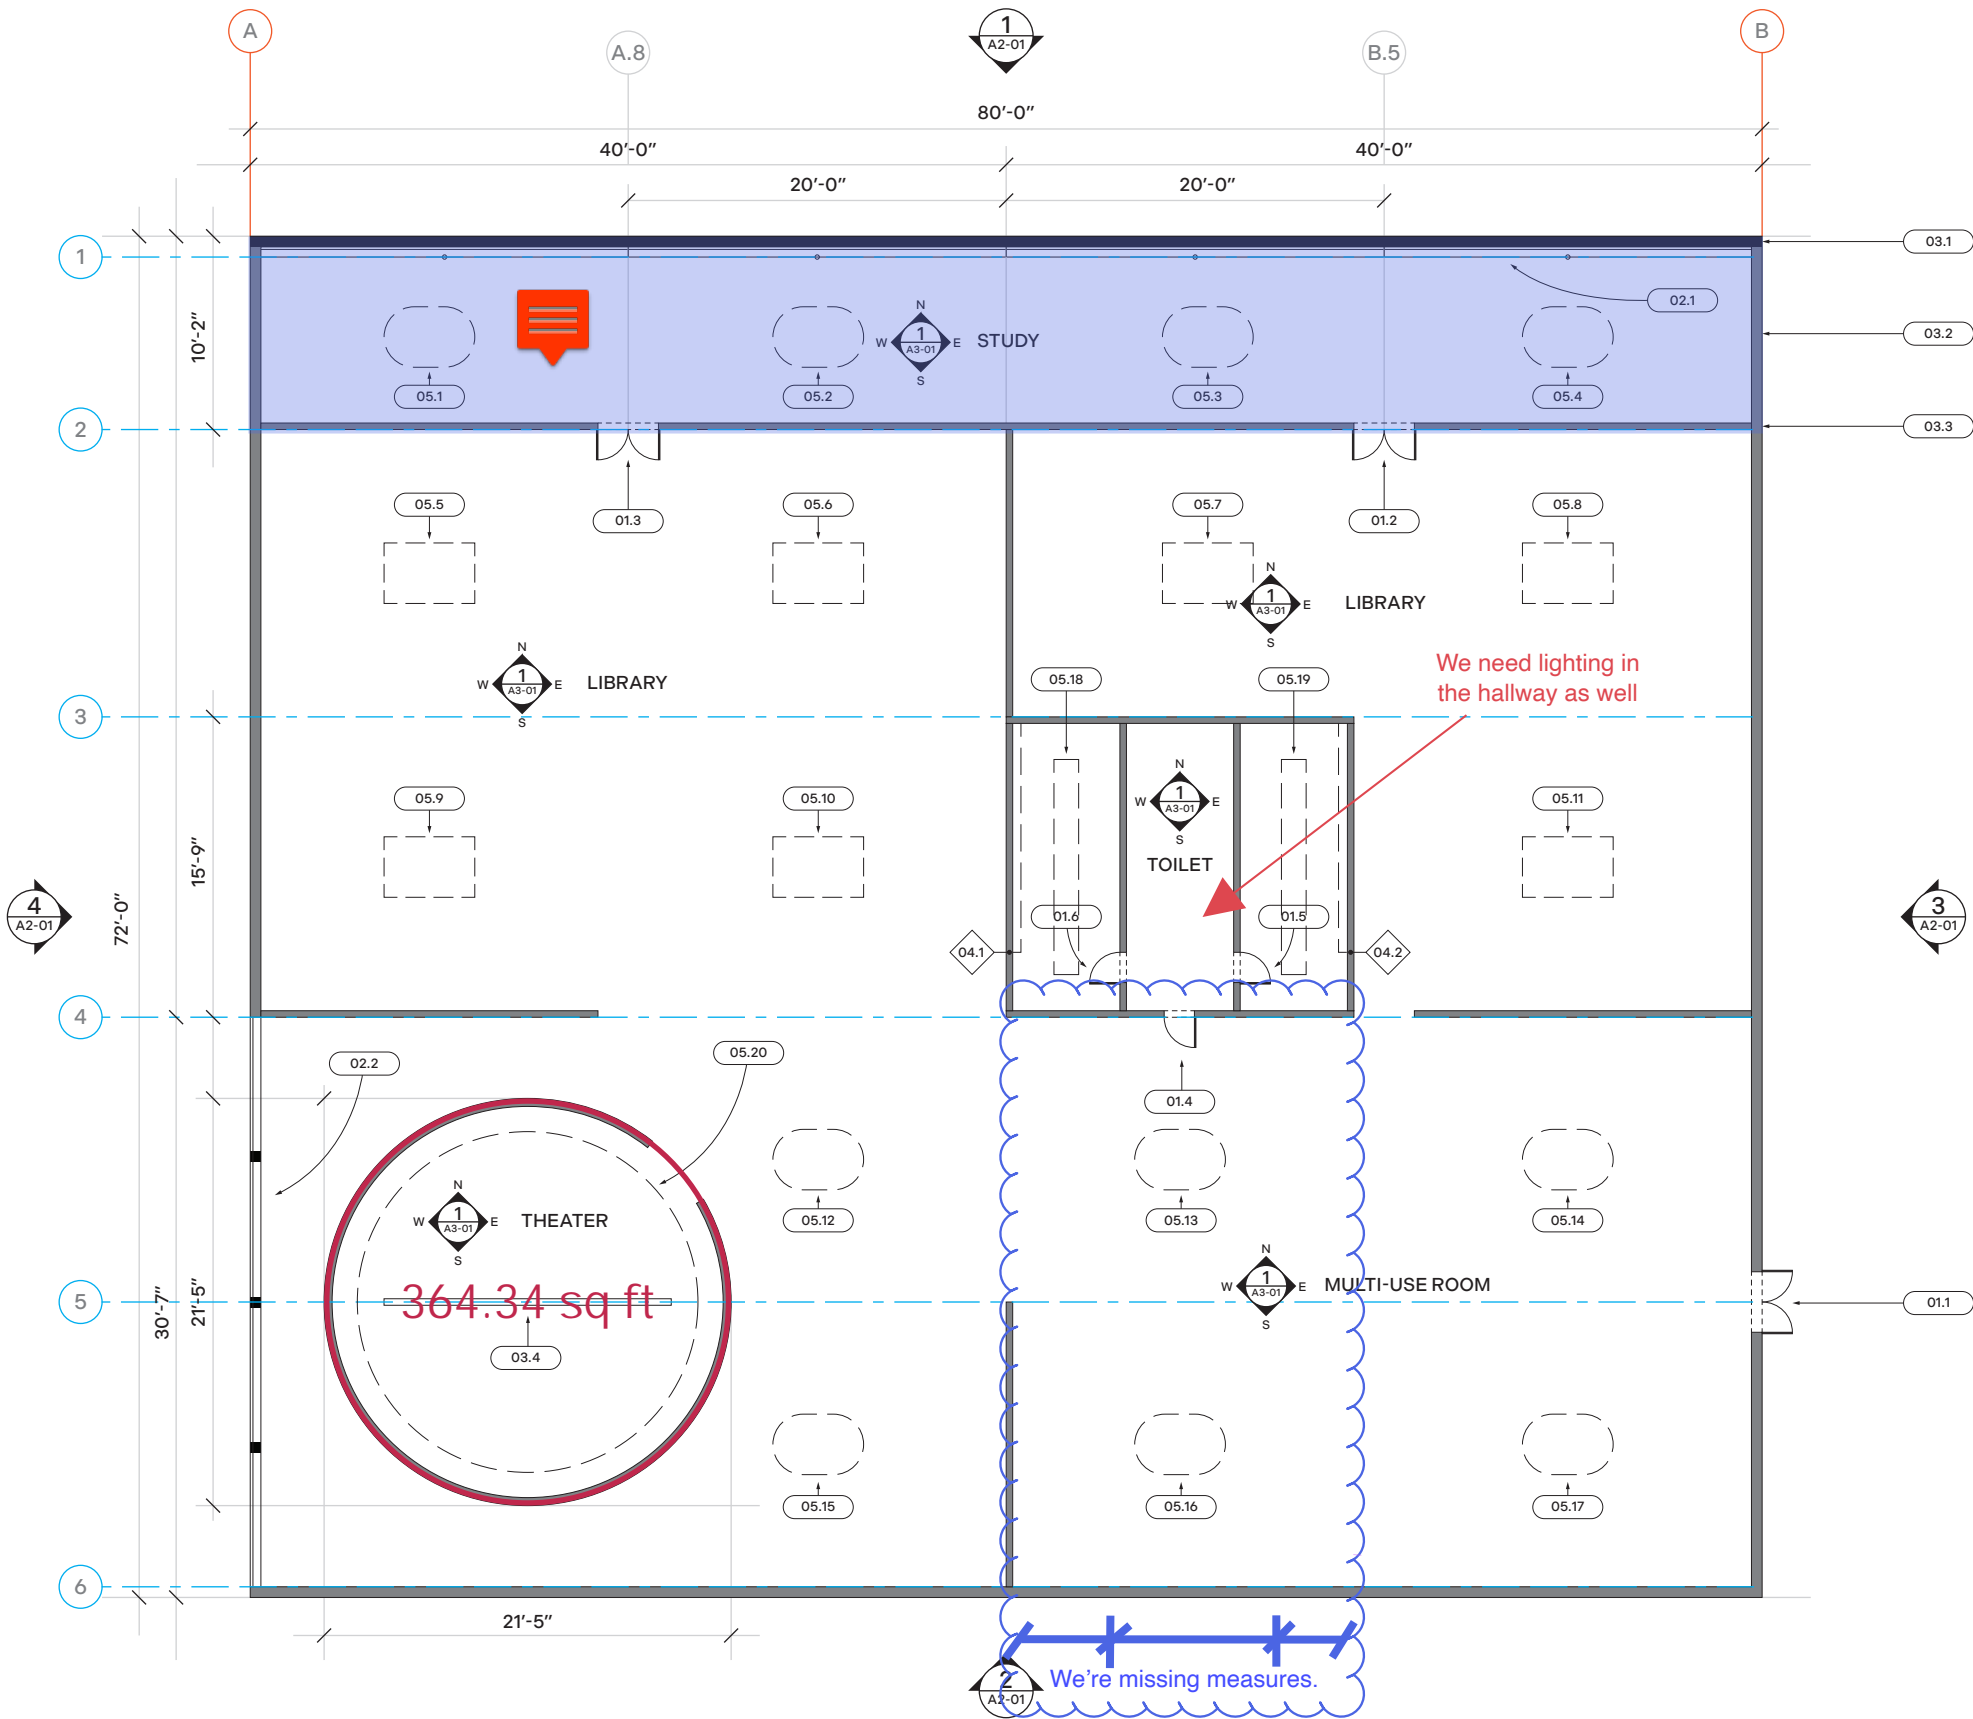 A
A.8
1
A2-01
B.5
B
80'-0"
40'-0"
40'-0"
20'-0"
20'-0"
1
03.1
02.1
10'-2"
N
W
1
A3-01
E
S
STUDY
03.2
05.1
05.2
05.3
05.4
2
03.3
05.5
01.3
05.6
05.7
01.2
05.8
N
W
1
A3-01
E
S
LIBRARY
N
W
1
A3-01
E
S
LIBRARY
We need lighting in
the hallway as well
05.18
05.19
3
N
W
1
A3-01
E
S
TOILET
05.9
05.10
05.11
15'-9"
72'-0"
4
A2-01
01.6
01.5
3
A2-01
04.1
04.2
4
02.2
05.20
01.4
N
W
1
A3-01
E
S
THEATER
05.12
05.13
05.14
N
W
1
A3-01
E
S
MULTI-USE ROOM
5
30'-7"
21'-5"
364.34 sq ft
01.1
03.4
05.15
05.16
05.17
6
21'-5"
2
A2-01
We're missing measures.